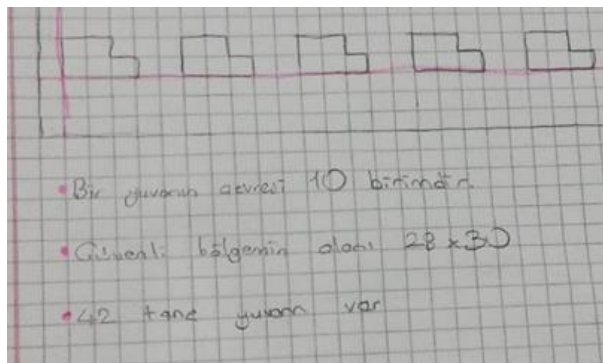 • Bir yuvanın çevresi 10 birimdir.
• Güvenli bölgenin alanı 28 x 30
• 42 tane yuvam var